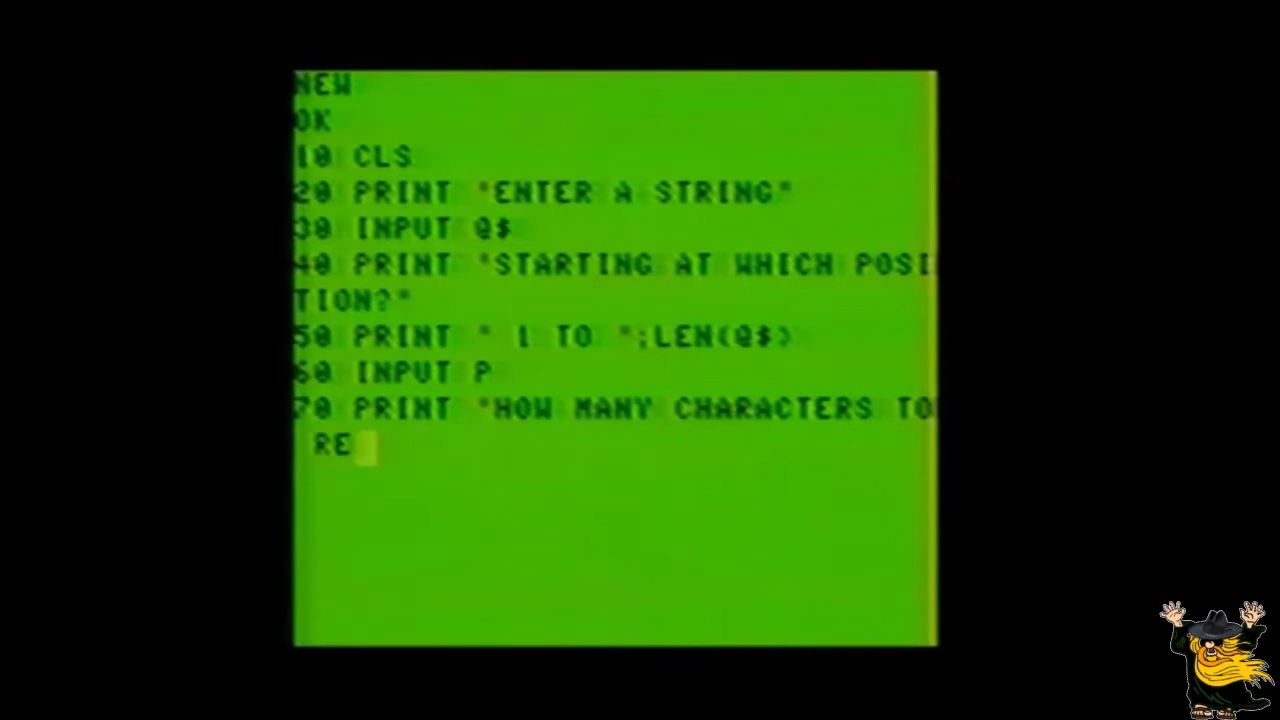 NEW
OK
10 CLS
20 PRINT "ENTER A STRING"
30 INPUT Q$
40 PRINT "STARTING AT WHICH POSI
TION?"
50 PRINT " 1 TO ";LEN(Q$)
60 INPUT P
70 PRINT "HOW MANY CHARACTERS TO
RE